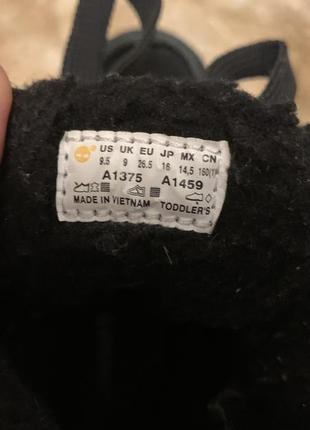 US UK EU JP MX CN
9.5 9 26.5 16 14,5 160(1
A1375 A1459
MADE IN VIETNAM TODDLER'S